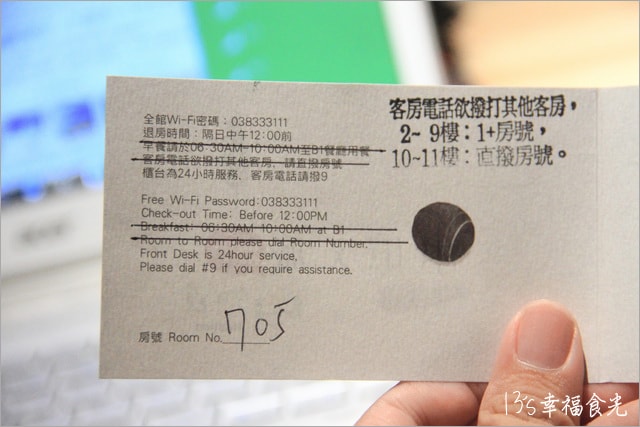 全館Wi-Fi密碼：038333111
退房時間：隔日中午12:00前
早餐請於06:30AM-10:00AM至B1餐廳用餐
客房電話欲撥打其他客房、請直撥房號
櫃台為24小時服務、客房電話請撥9
Free Wi-Fi Password:038333111
Check-out Time: Before 12:00PM
Breakfast: 06:30AM-10:00AM at B1
Room to Room please dial Room Number.
Front Desk is 24hour service,
Please dial #9 if you require assistance.
房號 Room No. 705
客房電話欲撥打其他客房，
2~ 9樓：1+房號，
10~11樓：直撥房號。
13's幸福食光